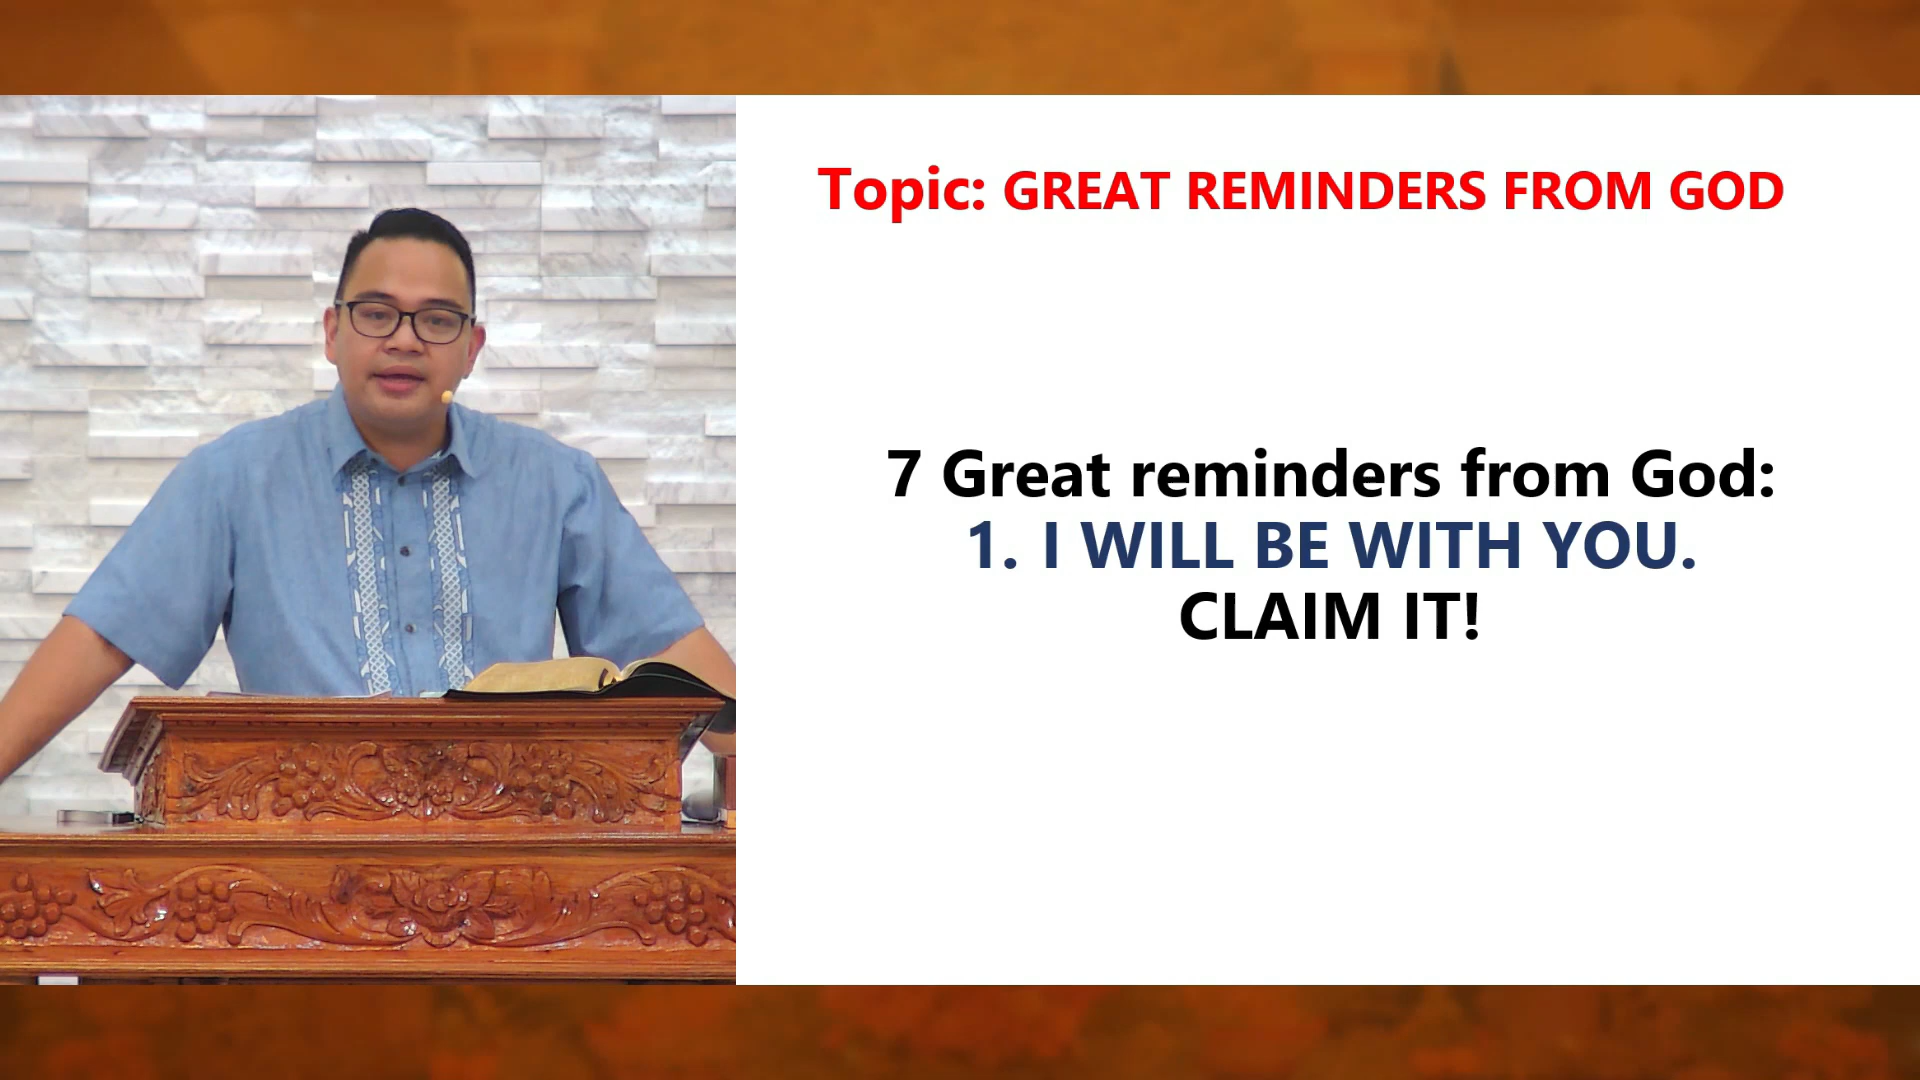 Topic: GREAT REMINDERS FROM GOD
7 Great reminders from God:
1. I WILL BE WITH YOU.
CLAIM IT!